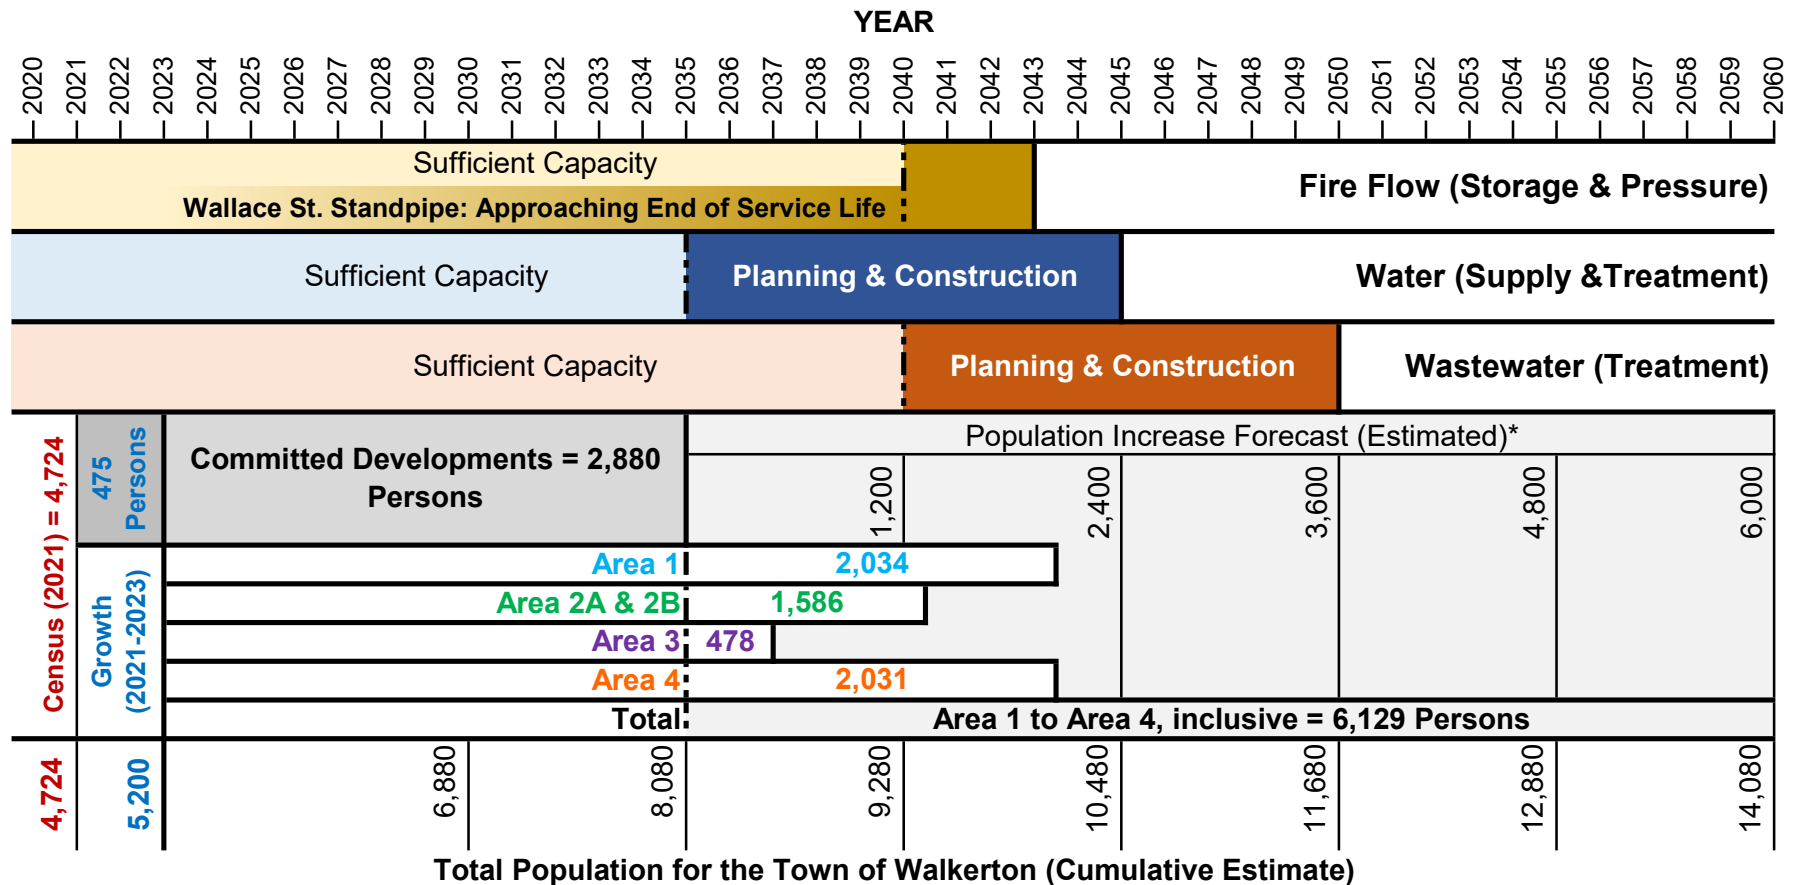 YEAR
2020 2021 2022 2023 2024 2025 2026 2027 2028 2029 2030 2031 2032 2033 2034 2035 2036 2037 2038 2039 2040 2041 2042 2043 2044 2045 2046 2047 2048 2049 2050 2051 2052 2053 2054 2055 2056 2057 2058 2059 2060
Sufficient Capacity
Wallace St. Standpipe: Approaching End of Service Life
Fire Flow (Storage & Pressure)
Sufficient Capacity
Planning & Construction
Water (Supply &Treatment)
Sufficient Capacity
Planning & Construction
Wastewater (Treatment)
Census (2021) = 4,724
475
Persons
Growth
(2021-2023)
Committed Developments = 2,880
Persons
Population Increase Forecast (Estimated)*
1,200 2,400 3,600 4,800 6,000
Area 1 2,034
Area 2A & 2B 1,586
Area 3 478
Area 4 2,031
Total Area 1 to Area 4, inclusive = 6,129 Persons
4,724 5,200 6,880 8,080 9,280 10,480 11,680 12,880 14,080
Total Population for the Town of Walkerton (Cumulative Estimate)